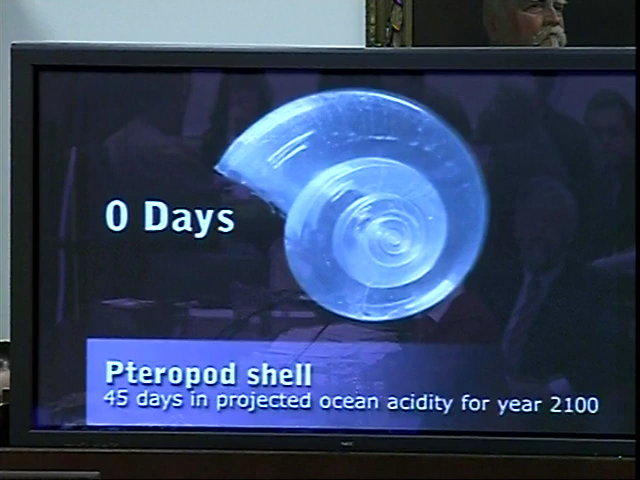 0 Days
Pteropod shell
45 days in projected ocean acidity for year 2100